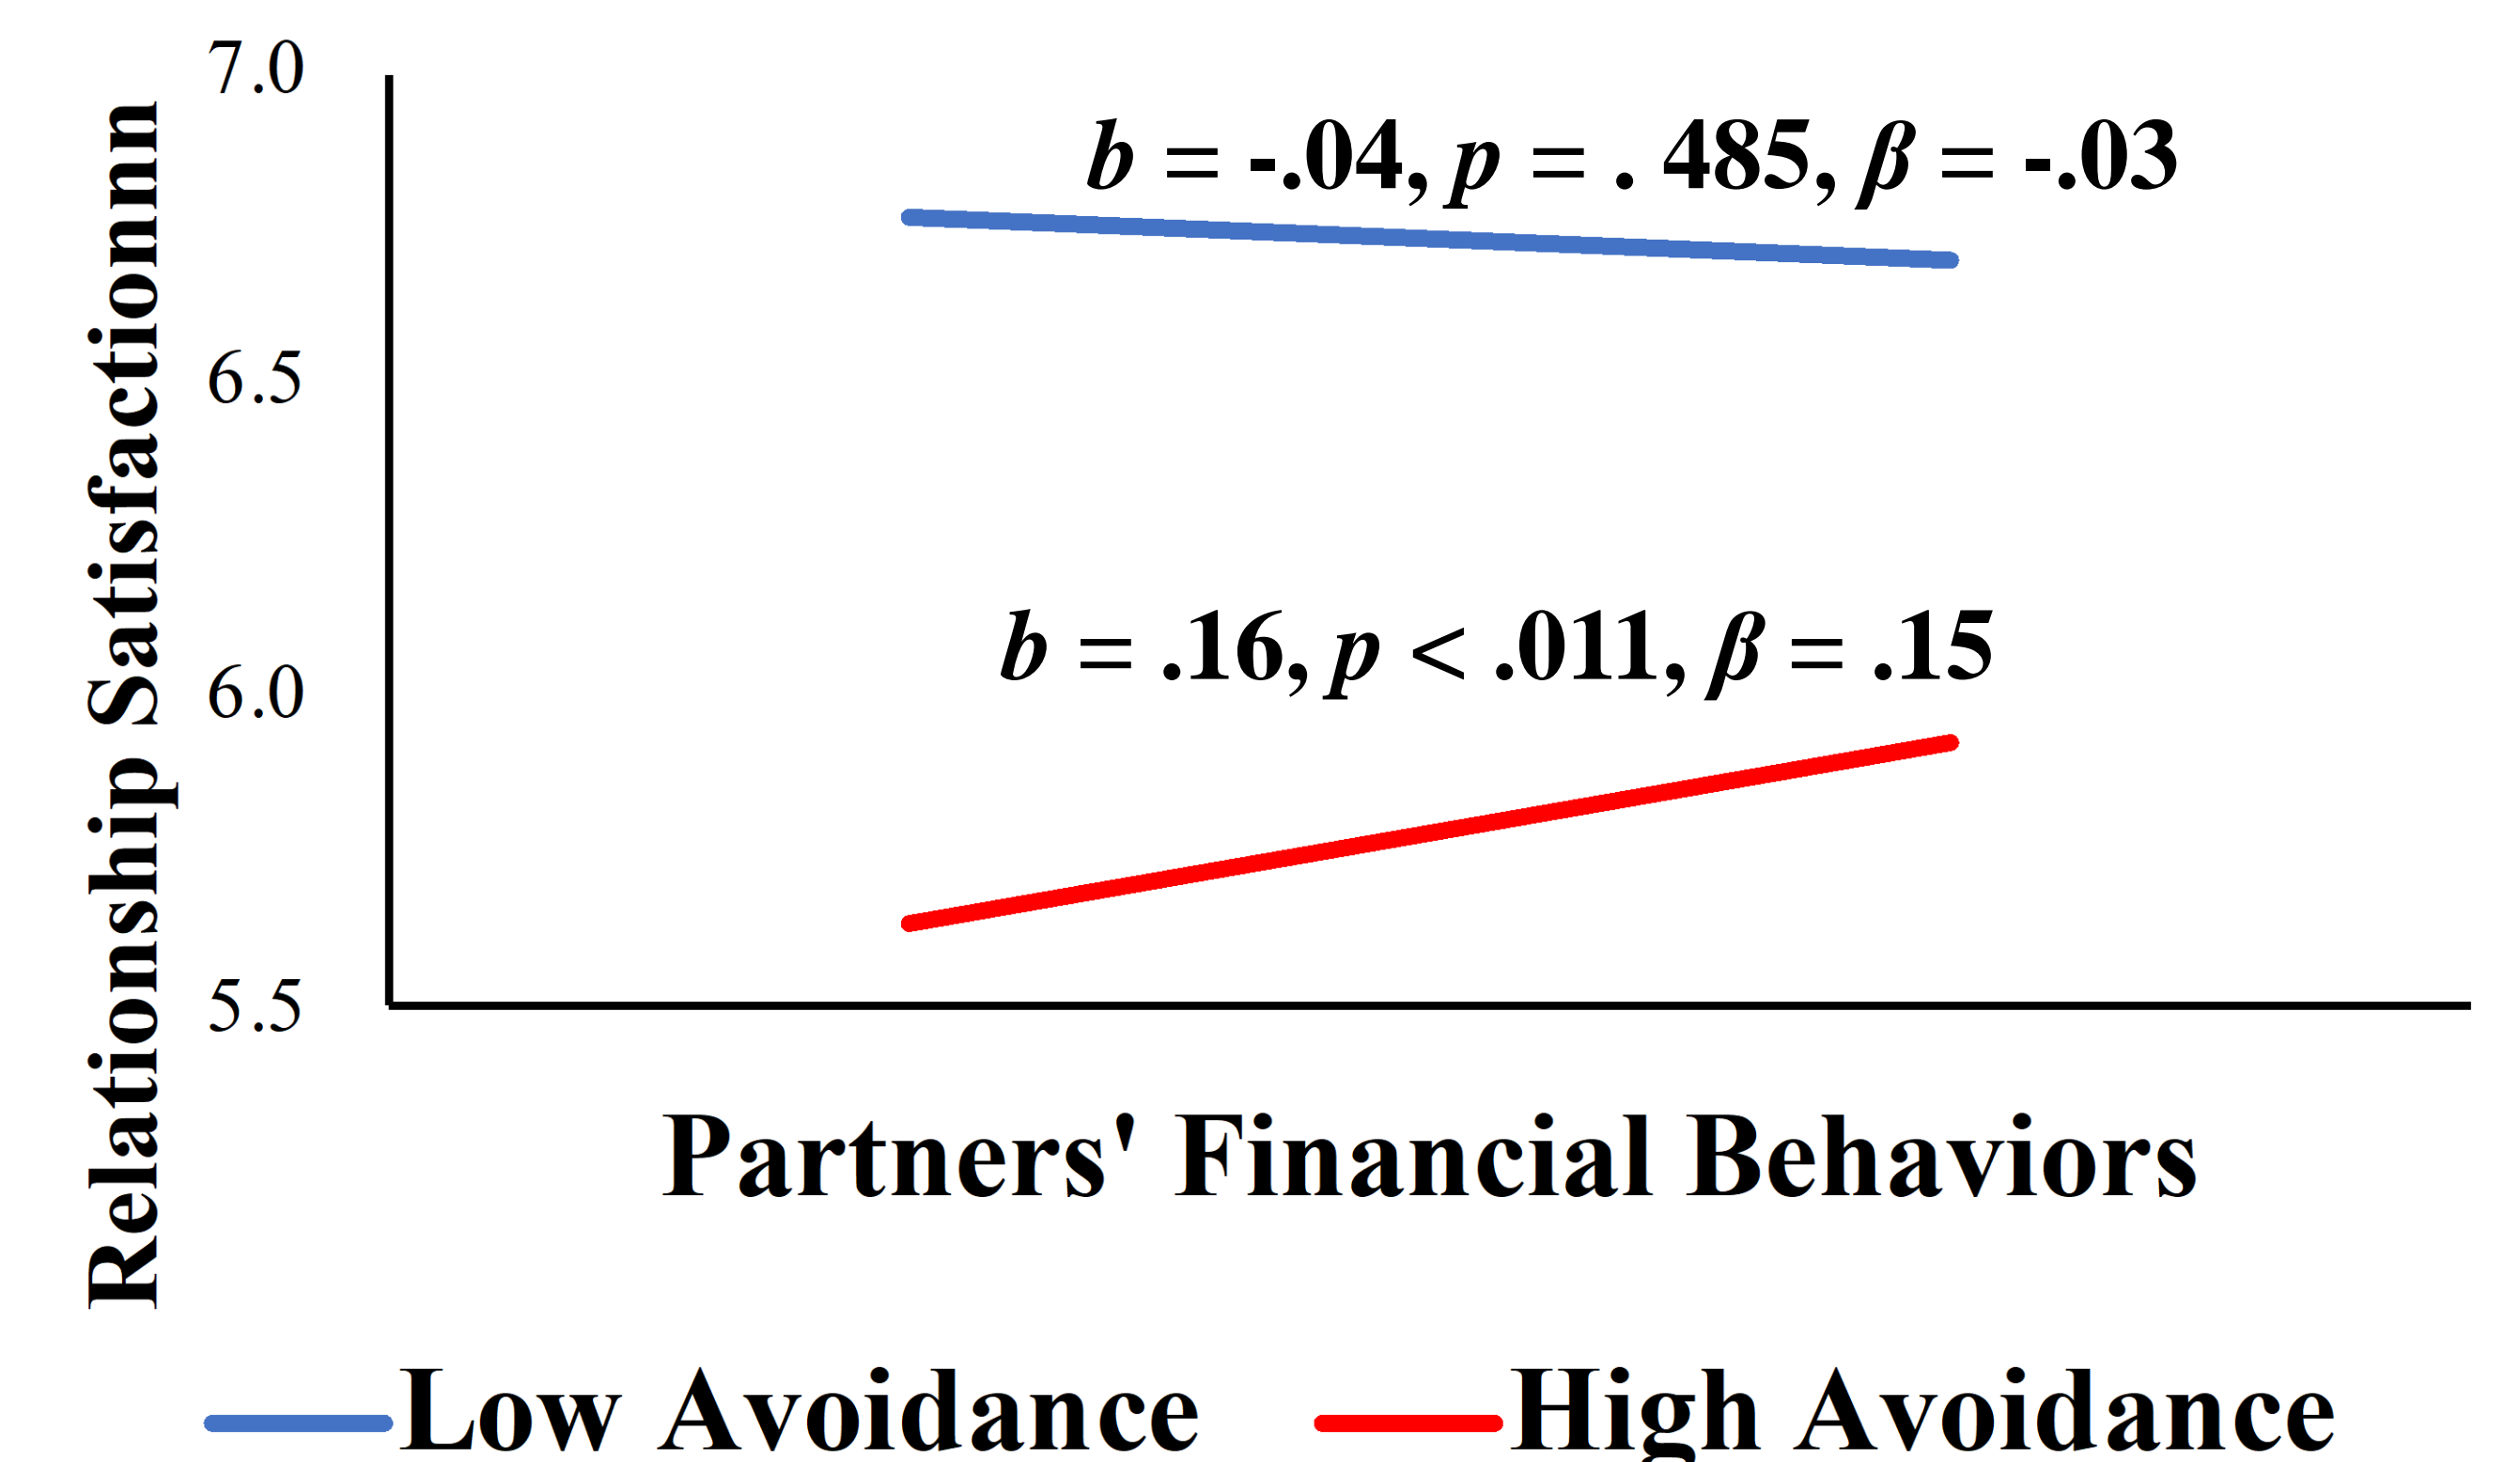 Relationship Satisfactionn
7.0
6.5
6.0
5.5
b = -.04, p = . 485, β = -.03
b = .16, p < .011, β = .15
Partners' Financial Behaviors
Low Avoidance
High Avoidance